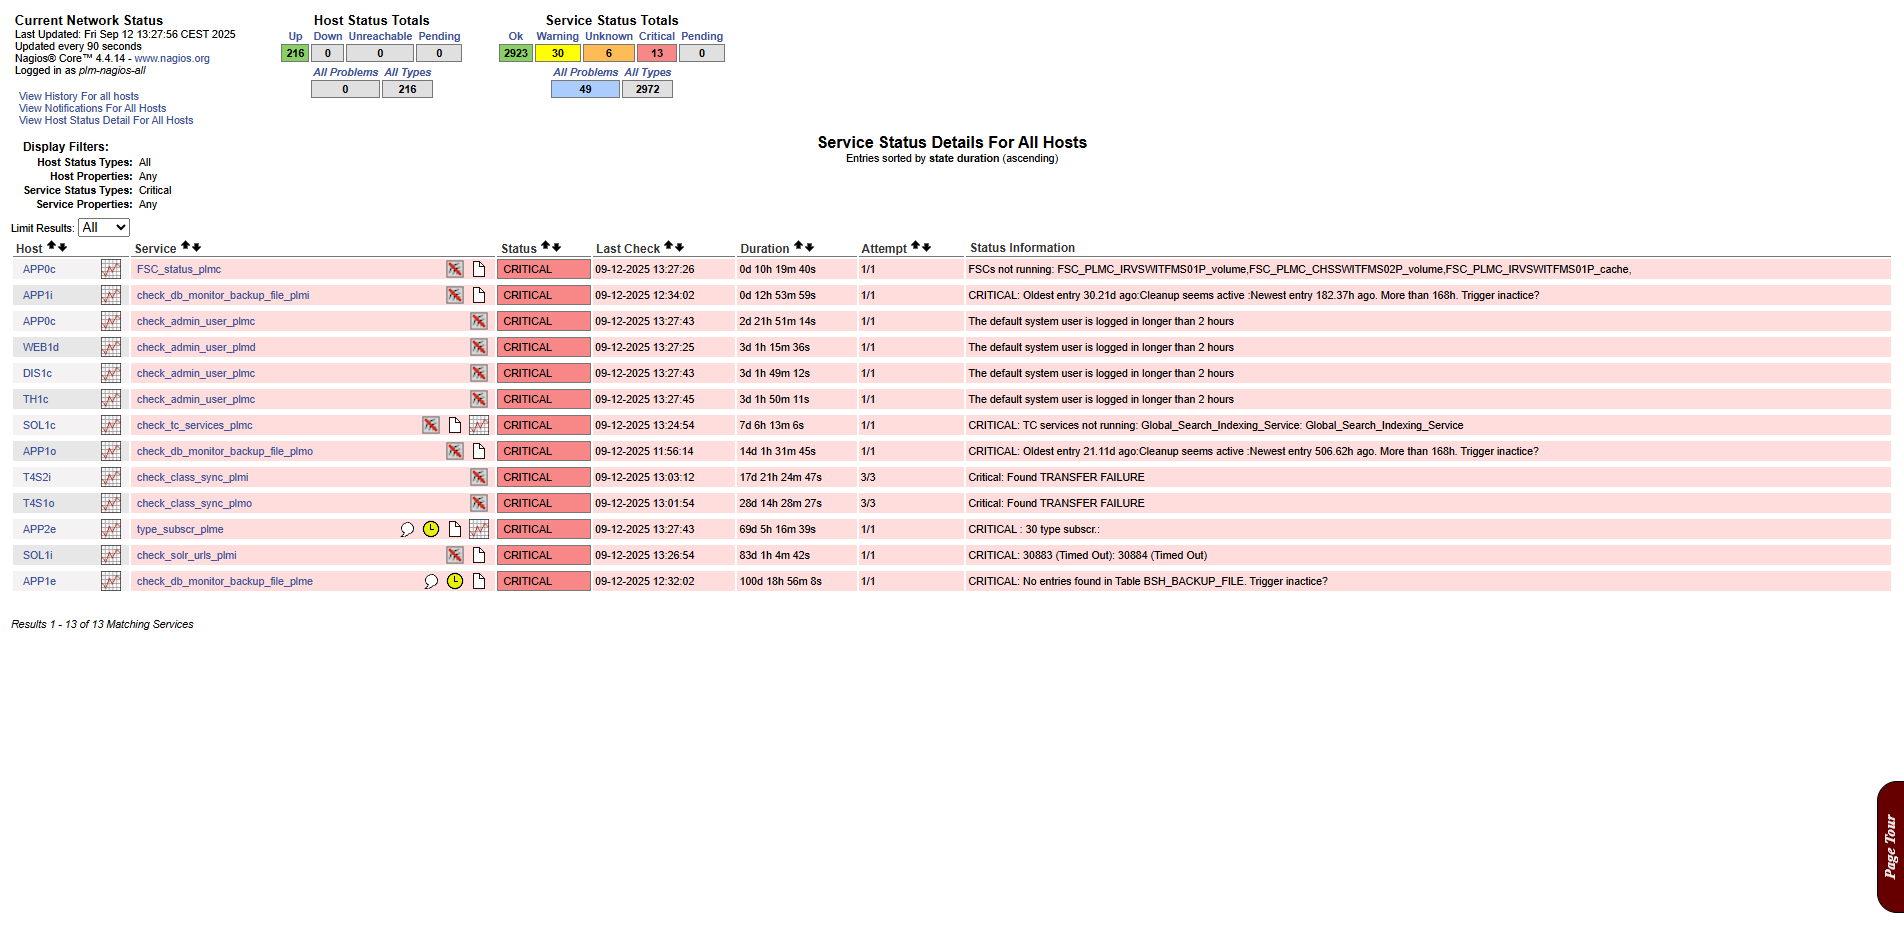 Current Network Status
Last Updated: Fri Sep 12 13:27:56 CEST 2025
Updated every 90 seconds
Nagios® Core™ 4.4.14 - www.nagios.org
Logged in as plm-nagios-all
View History For all hosts
View Notifications For All Hosts
View Host Status Detail For All Hosts
Host Status Totals
Up Down Unreachable Pending
216 0 0 0
All Problems All Types
0 216
Service Status Totals
Ok Warning Unknown Critical Pending
2923 30 6 13 0
All Problems All Types
49 2972
Display Filters:
Host Status Types: All
Host Properties: Any
Service Status Types: Critical
Service Properties: Any
Service Status Details For All Hosts
Entries sorted by state duration (ascending)
Limit Results: All
Host Service Status Last Check Duration Attempt Status Information
APP0c FSC_status_plmc CRITICAL 09-12-2025 13:27:26 0d 10h 19m 40s 1/1 FSCs not running: FSC_PLMC_IRVSWITFMS01P_volume,FSC_PLMC_CHSSWITFMS02P_volume,FSC_PLMC_IRVSWITFMS01P_cache,
APP1i check_db_monitor_backup_file_plmi CRITICAL 09-12-2025 12:34:02 0d 12h 53m 59s 1/1 CRITICAL: Oldest entry 30.21d ago:Cleanup seems active :Newest entry 182.37h ago. More than 168h. Trigger inactice?
APP0c check_admin_user_plmc CRITICAL 09-12-2025 13:27:43 2d 21h 51m 14s 1/1 The default system user is logged in longer than 2 hours
WEB1d check_admin_user_plmd CRITICAL 09-12-2025 13:27:25 3d 1h 15m 36s 1/1 The default system user is logged in longer than 2 hours
DIS1c check_admin_user_plmc CRITICAL 09-12-2025 13:27:43 3d 1h 49m 12s 1/1 The default system user is logged in longer than 2 hours
TH1c check_admin_user_plmc CRITICAL 09-12-2025 13:27:45 3d 1h 50m 11s 1/1 The default system user is logged in longer than 2 hours
SOL1c check_tc_services_plmc CRITICAL 09-12-2025 13:24:54 7d 6h 13m 6s 1/1 CRITICAL: TC services not running: Global_Search_Indexing_Service: Global_Search_Indexing_Service
APP1o check_db_monitor_backup_file_plmo CRITICAL 09-12-2025 11:56:14 14d 1h 31m 45s 1/1 CRITICAL: Oldest entry 21.11d ago:Cleanup seems active :Newest entry 506.62h ago. More than 168h. Trigger inactice?
T4S2i check_class_sync_plmi CRITICAL 09-12-2025 13:03:12 17d 21h 24m 47s 3/3 Critical: Found TRANSFER FAILURE
T4S1o check_class_sync_plmo CRITICAL 09-12-2025 13:01:54 28d 14h 28m 27s 3/3 Critical: Found TRANSFER FAILURE
APP2e type_subscr_plme CRITICAL 09-12-2025 13:27:43 69d 5h 16m 39s 1/1 CRITICAL : 30 type subscr.:
SOL1i check_solr_urls_plmi CRITICAL 09-12-2025 13:26:54 83d 1h 4m 42s 1/1 CRITICAL: 30883 (Timed Out): 30884 (Timed Out)
APP1e check_db_monitor_backup_file_plme CRITICAL 09-12-2025 12:32:02 100d 18h 56m 8s 1/1 CRITICAL: No entries found in Table BSH_BACKUP_FILE. Trigger inactice?
Results 1 - 13 of 13 Matching Services
Page Tour